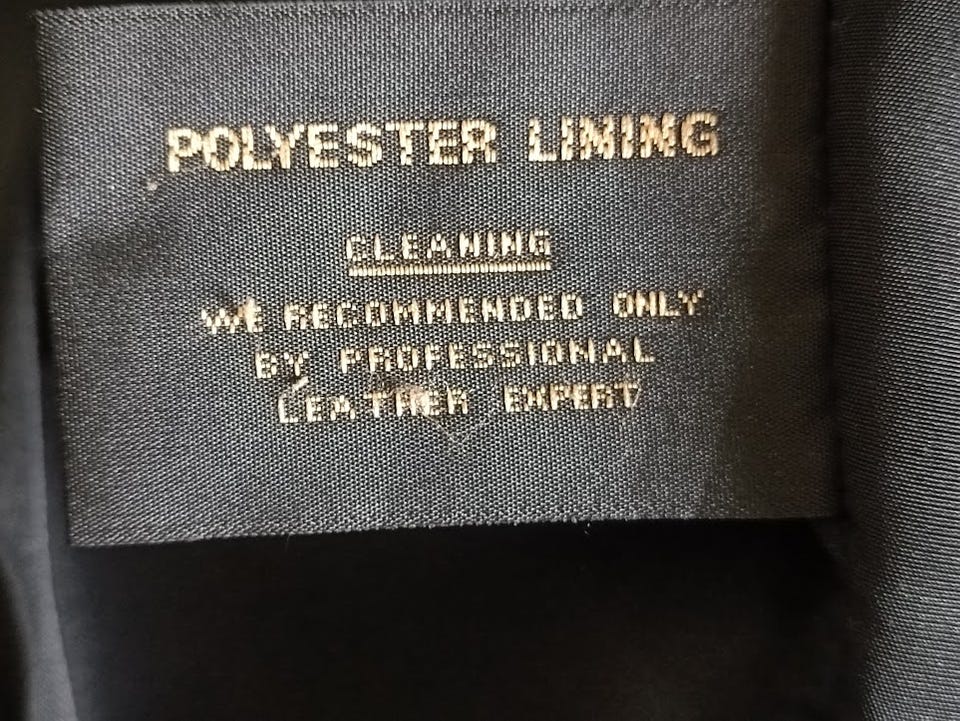 POLYESTER LINING
CLEANING
WE RECOMMENDED ONLY
BY PROFESSIONAL
LEATHER EXPERT